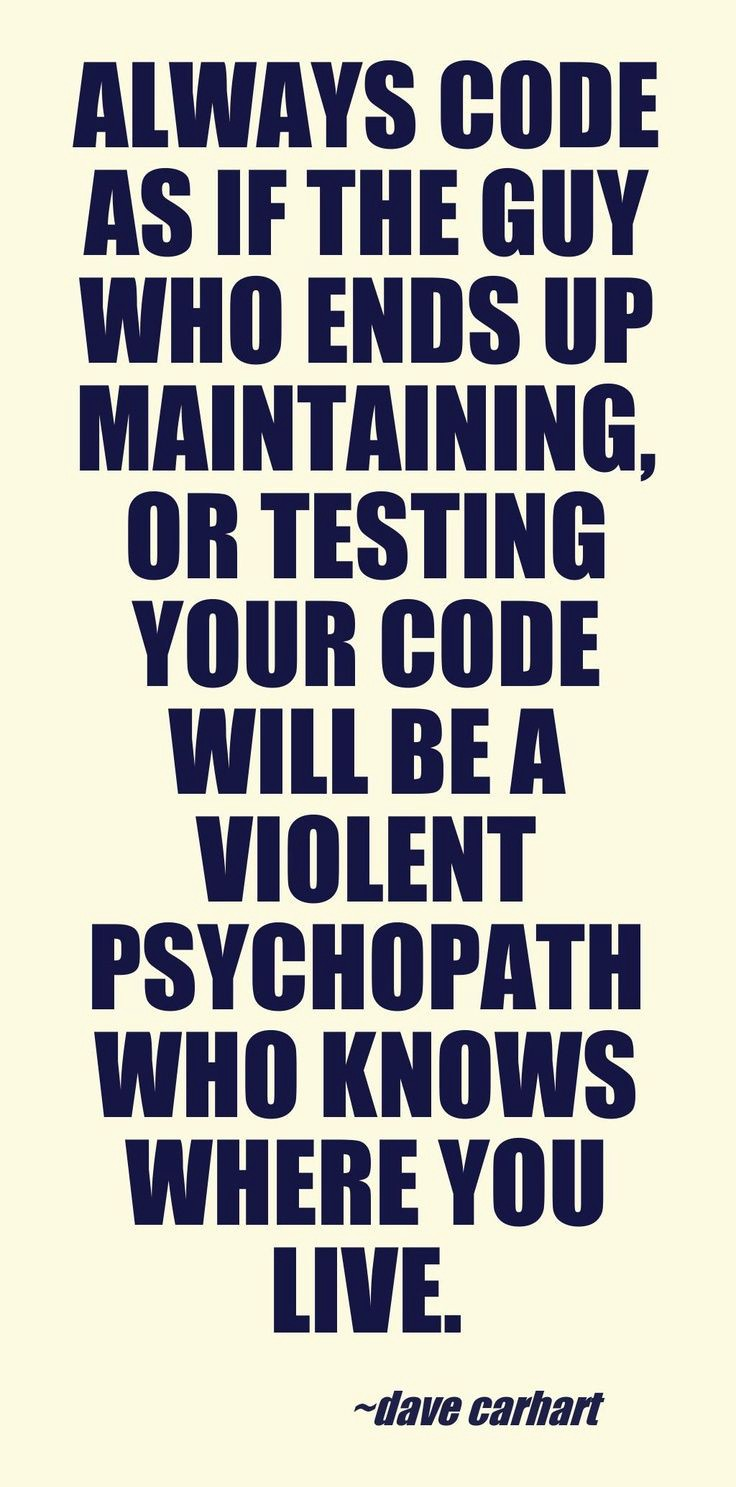 ALWAYS CODE
AS IF THE GUY
WHO ENDS UP
MAINTAINING,
OR TESTING
YOUR CODE
WILL BE A
VIOLENT
PSYCHOPATH
WHO KNOWS
WHERE YOU
LIVE.
~dave carhart